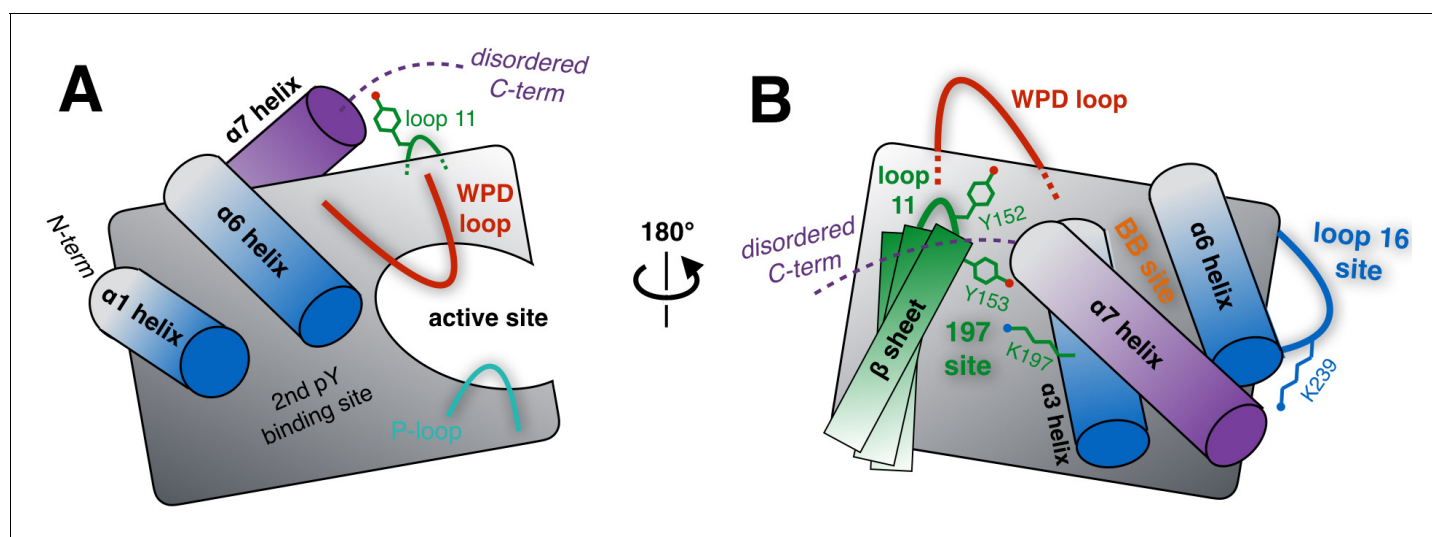 A
α7 helix
disordered
C-term
loop 11
WPD
loop
α6 helix
N-term
α1 helix
active site
2nd pY
binding site
P-loop
180°
B
WPD loop
loop
11
Y152
disordered
C-term
Y153
BB site
α6 helix
loop 16
site
β sheet
197
site
K197
α7 helix
α3 helix
K239